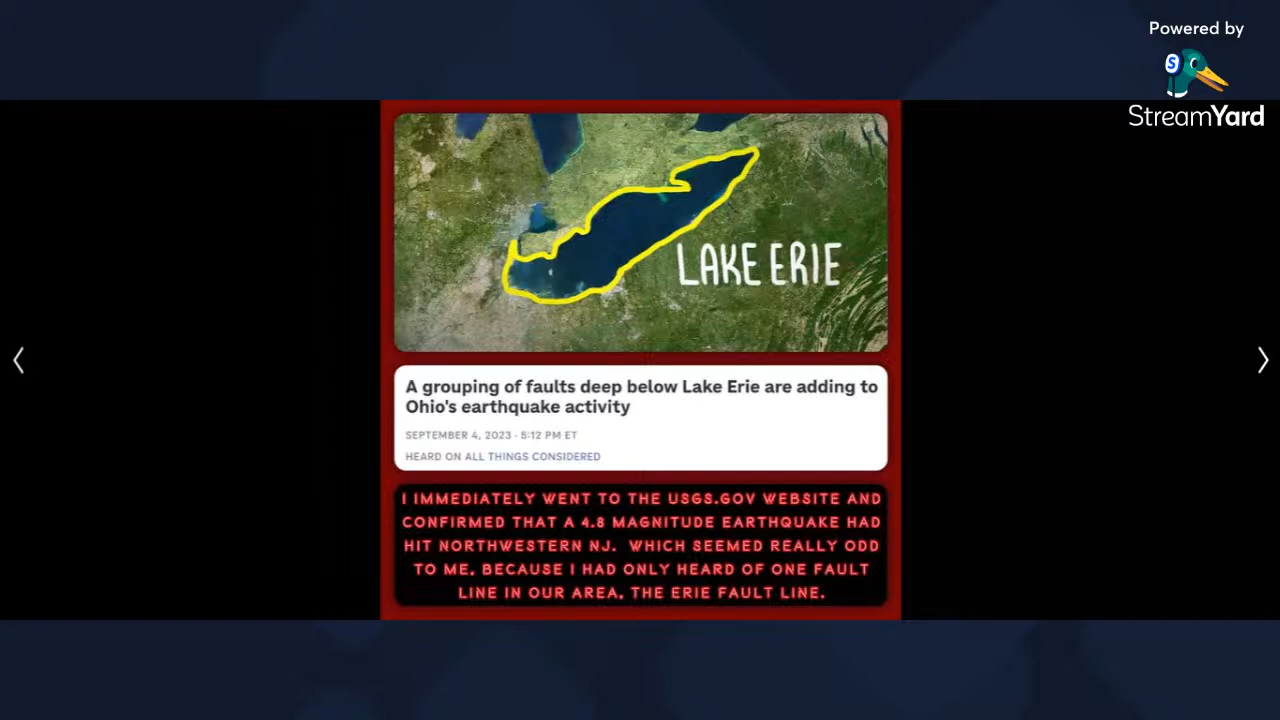 Powered by
StreamYard
LAKE ERIE
A grouping of faults deep below Lake Erie are adding to
Ohio's earthquake activity
SEPTEMBER 4, 2023 · 5:12 PM ET
HEARD ON ALL THINGS CONSIDERED
I IMMEDIATELY WENT TO THE USGS.GOV WEBSITE AND
CONFIRMED THAT A 4.8 MAGNITUDE EARTHQUAKE HAD
HIT NORTHWESTERN NJ. WHICH SEEMED REALLY ODD
TO ME, BECAUSE I HAD ONLY HEARD OF ONE FAULT
LINE IN OUR AREA, THE ERIE FAULT LINE.